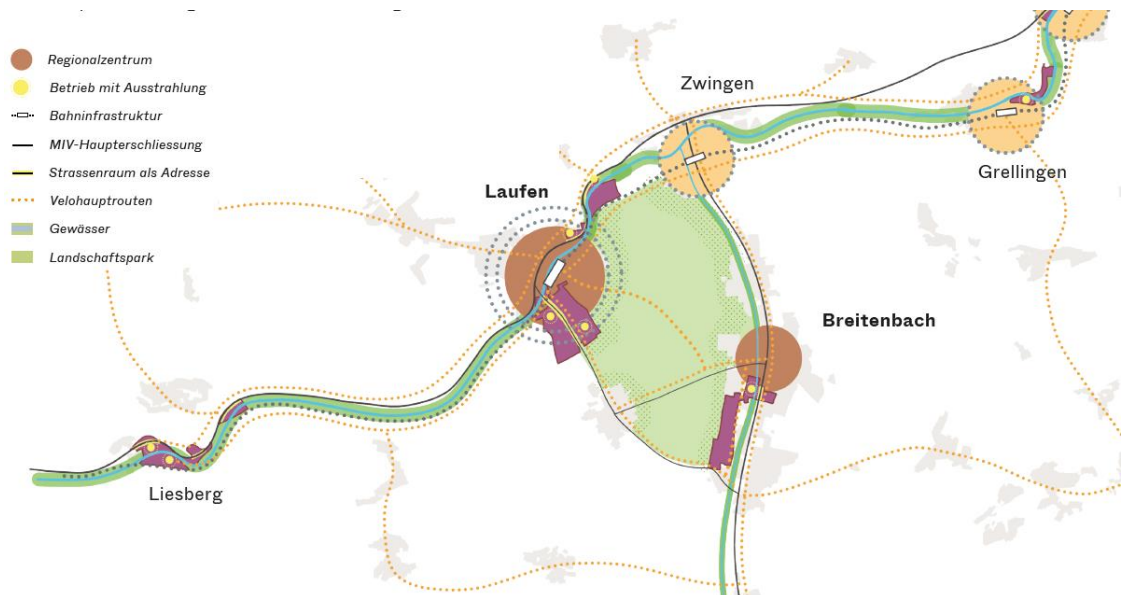 Regionalzentrum
Betrieb mit Ausstrahlung
Bahninfrastruktur
MIV-Haupterschliessung
Strassenraum als Adresse
Velohauptrouten
Gewässer
Landschaftspark
Zwingen
Grellingen
Laufen
Breitenbach
Liesberg